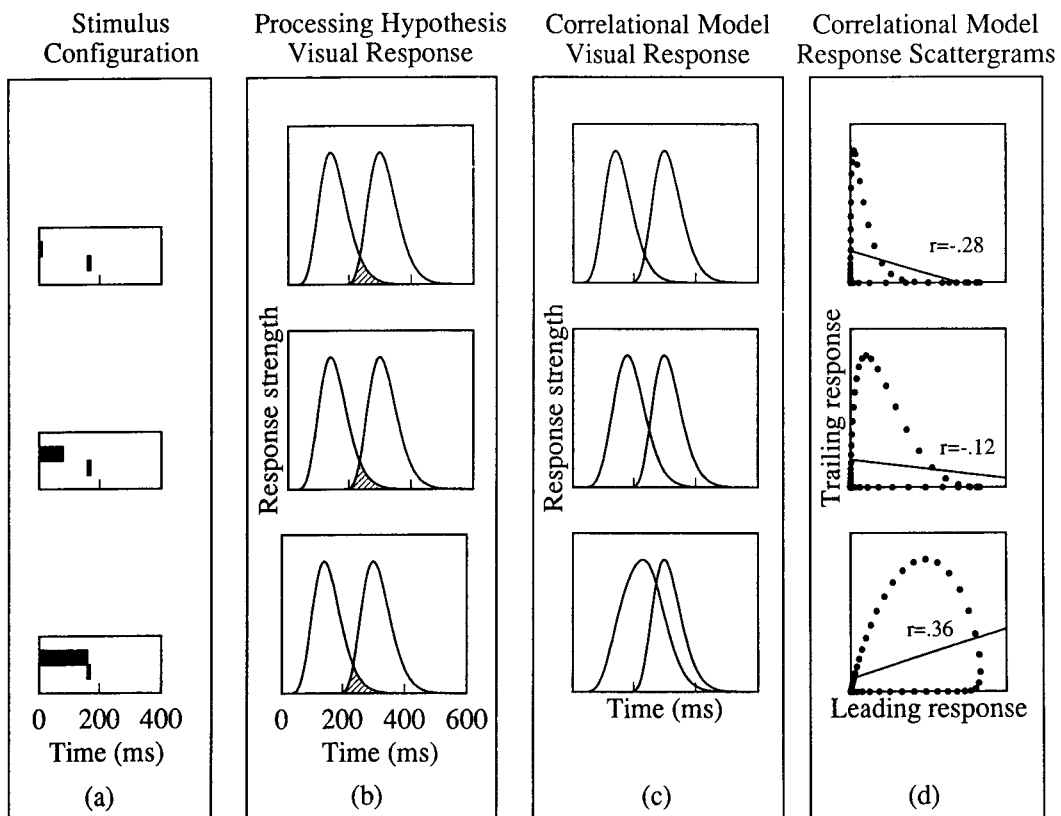 Stimulus
Configuration
Processing Hypothesis
Visual Response
Correlational Model
Visual Response
Correlational Model
Response Scattergrams
0 200 400
Time (ms)
(a)
Response strength
0 200 400 600
Time (ms)
(b)
Response strength
Time (ms)
(c)
Trailing response
r=-.28
r=-.12
r=.36
Leading response
(d)